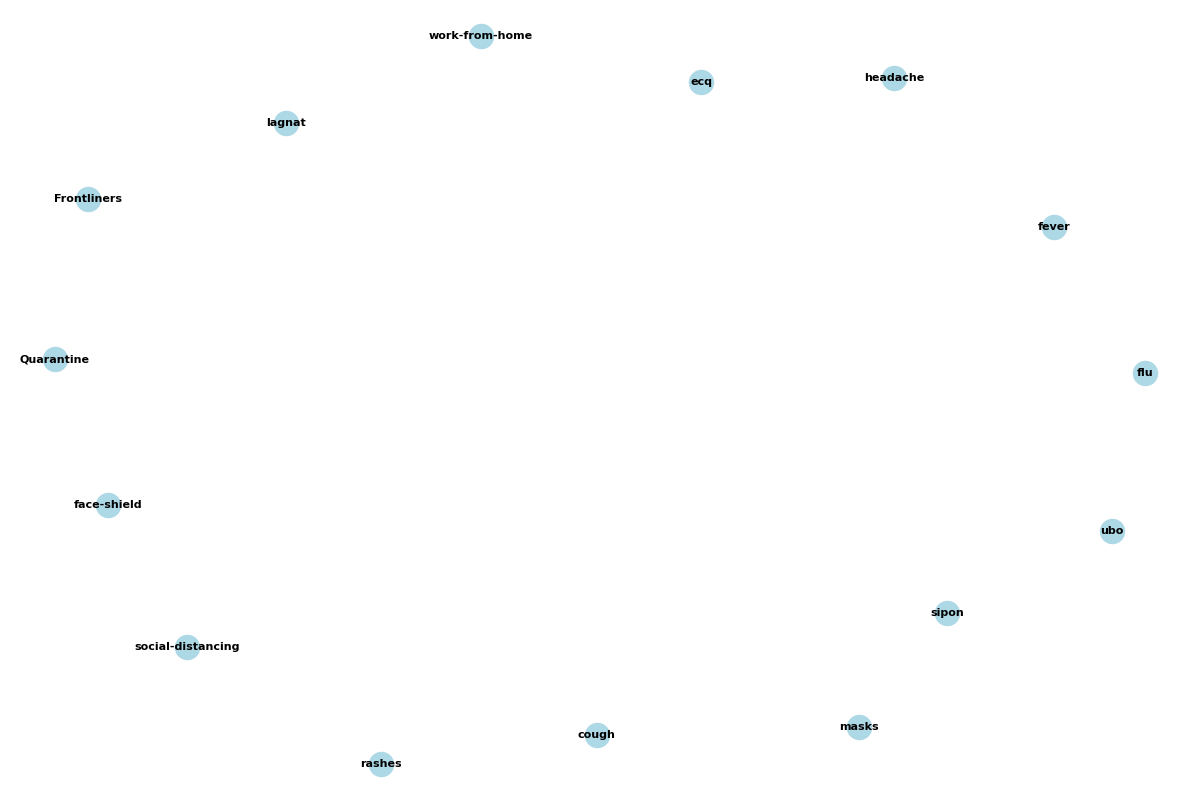 work-from-home
ecq
headache
lagnat
Frontliners
fever
Quarantine
flu
face-shield
ubo
sipon
social-distancing
masks
cough
rashes